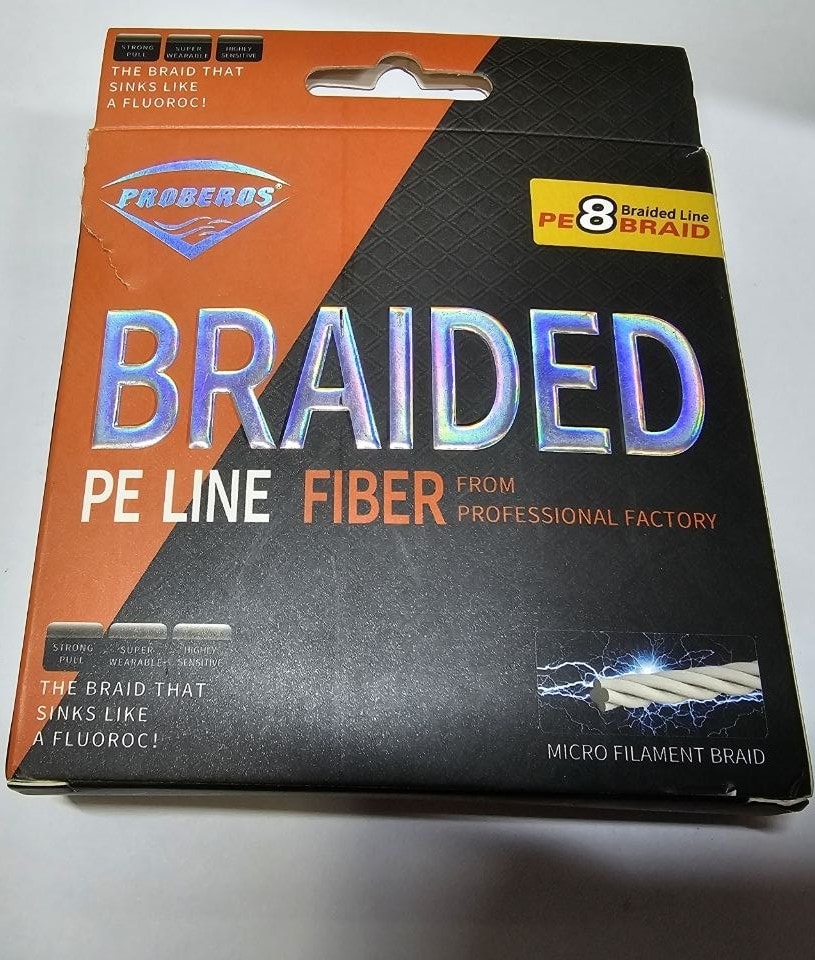 STRONG PULL
SUPER WEARABLE
HIGHLY SENSITIVE
THE BRAID THAT
SINKS LIKE
A FLUOROC!
PROBEROS®
PE 8 Braided Line
BRAID
BRAIDED
PE LINE FIBER FROM
PROFESSIONAL FACTORY
STRONG PULL
SUPER WEARABLE
HIGHLY SENSITIVE
THE BRAID THAT
SINKS LIKE
A FLUOROC!
MICRO FILAMENT BRAID